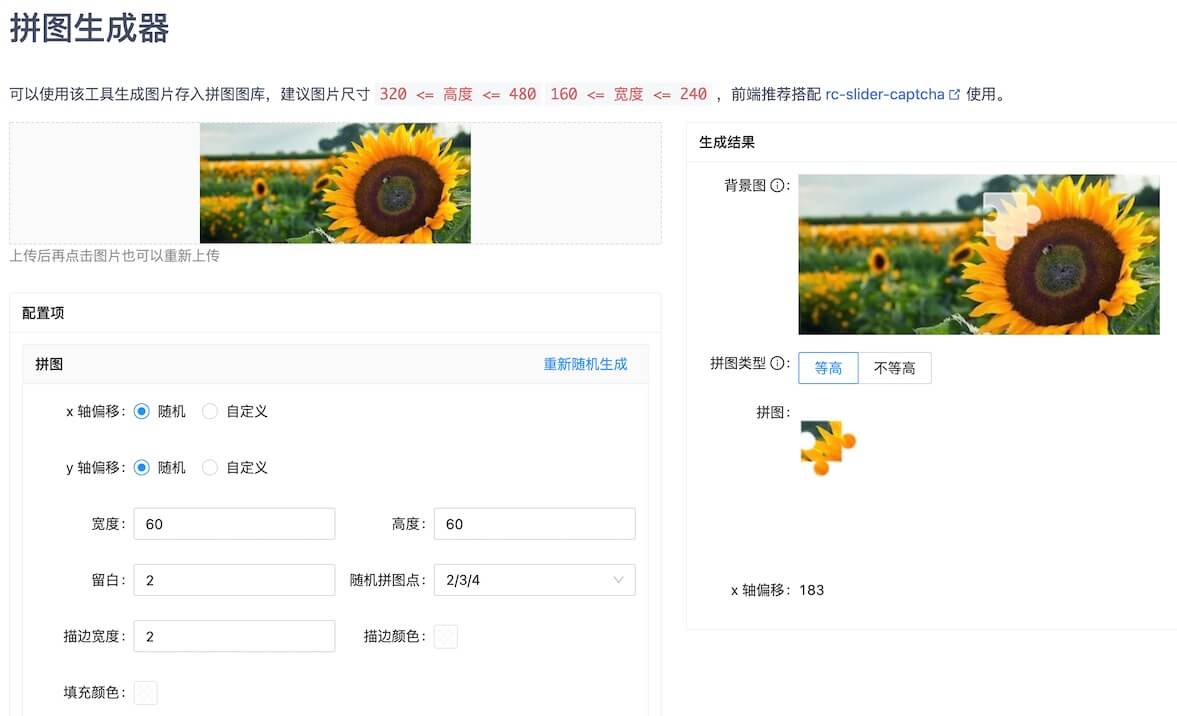 拼图生成器
可以使用该工具生成图片存入拼图图库，建议图片尺寸 320 <= 高度 <= 480 160 <= 宽度 <= 240 ，前端推荐搭配 rc-slider-captcha 使用。
上传后再点击图片也可以重新上传
配置项
拼图 重新随机生成
x 轴偏移: 随机 自定义
y 轴偏移: 随机 自定义
宽度: 60 高度: 60
留白: 2 随机拼图点: 2/3/4
描边宽度: 2 描边颜色:
填充颜色:
生成结果
背景图:
拼图类型: 等高 不等高
拼图:
x 轴偏移: 183